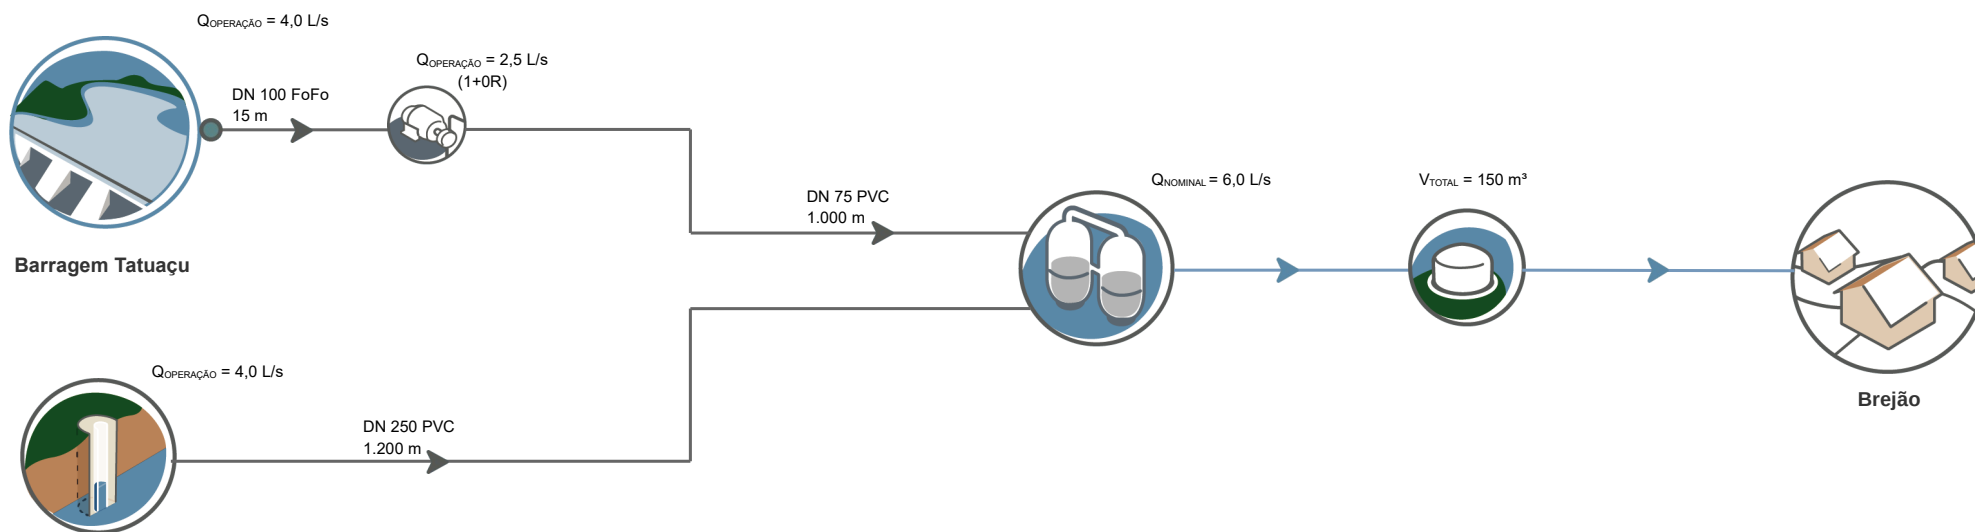 QOPERAÇÃO = 4,0 L/s
QOPERAÇÃO = 2,5 L/s
(1+0R)
DN 100 FoFo
15 m
DN 75 PVC
1.000 m
QNOMINAL = 6,0 L/s
VTOTAL = 150 m³
Barragem Tatuaçu
QOPERAÇÃO = 4,0 L/s
DN 250 PVC
1.200 m
Brejão